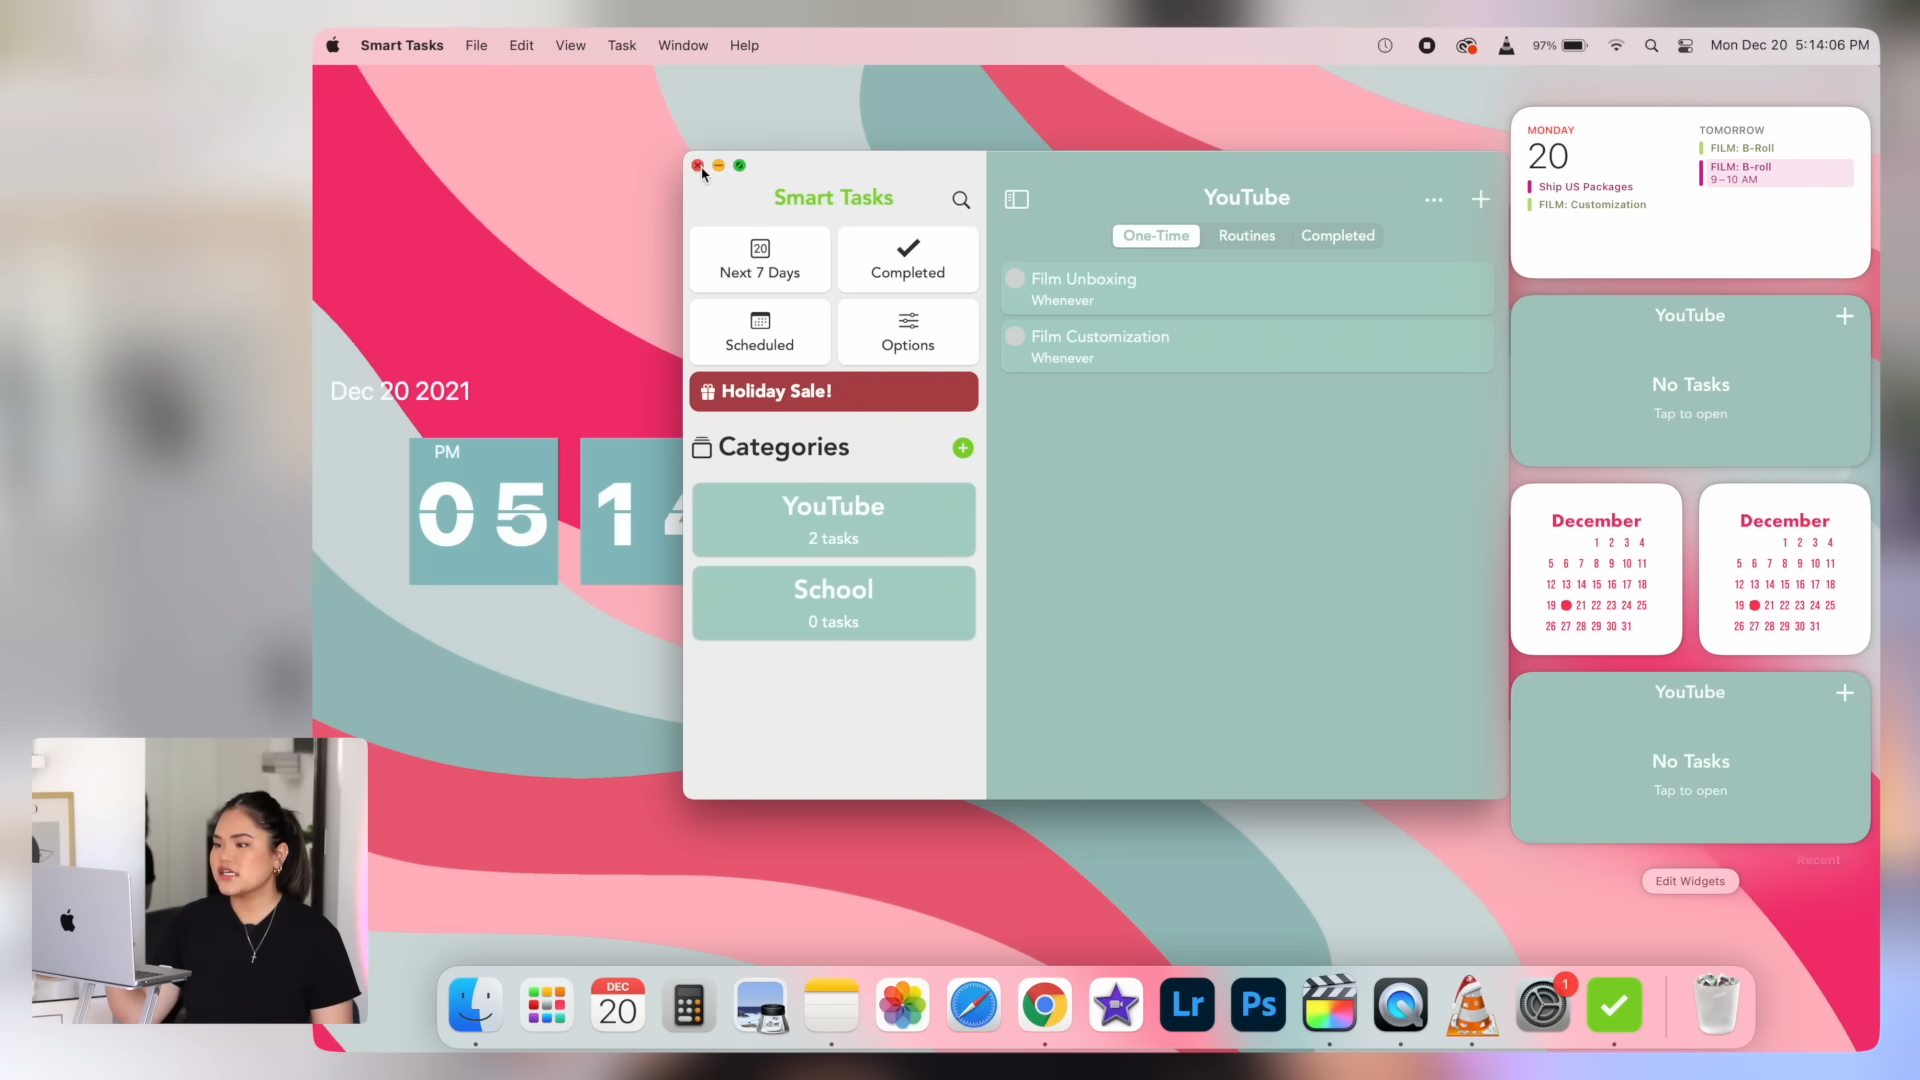 Smart Tasks File Edit View Task Window Help
97% Mon Dec 20 5:14:06 PM
Dec 20 2021
PM
05 14
Smart Tasks
20
Next 7 Days
Completed
Scheduled
Options
Holiday Sale!
Categories
YouTube
2 tasks
School
0 tasks
YouTube
One-Time Routines Completed
Film Unboxing
Whenever
Film Customization
Whenever
MONDAY
20
Ship US Packages
FILM: Customization
TOMORROW
FILM: B-Roll
FILM: B-roll
9–10 AM
YouTube
No Tasks
Tap to open
December
1 2 3 4
5 6 7 8 9 10 11
12 13 14 15 16 17 18
19 21 22 23 24 25
26 27 28 29 30 31
December
1 2 3 4
5 6 7 8 9 10 11
12 13 14 15 16 17 18
19 21 22 23 24 25
26 27 28 29 30 31
YouTube
No Tasks
Tap to open
Recent
Edit Widgets
DEC
20
Lr
Ps
1